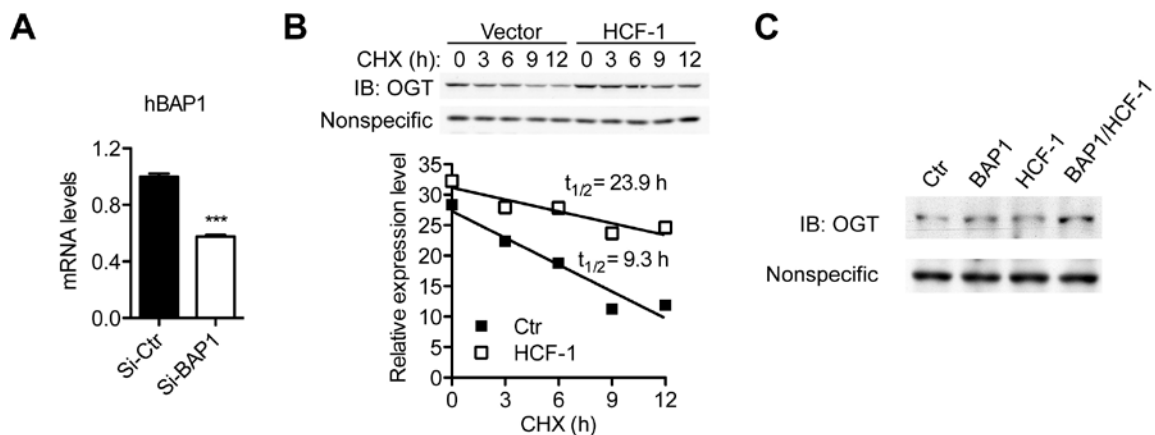 A
hBAP1
mRNA levels
1.2
0.8
0.4
0.0
***
Si-Ctr
Si-BAP1
B
Vector HCF-1
CHX (h): 0 3 6 9 12 0 3 6 9 12
IB: OGT
Nonspecific
Relative expression level
35
30
25
20
15
10
5
0
t1/2= 23.9 h
t1/2= 9.3 h
Ctr
HCF-1
0 3 6 9 12
CHX (h)
C
Ctr BAP1 HCF-1 BAP1/HCF-1
IB: OGT
Nonspecific